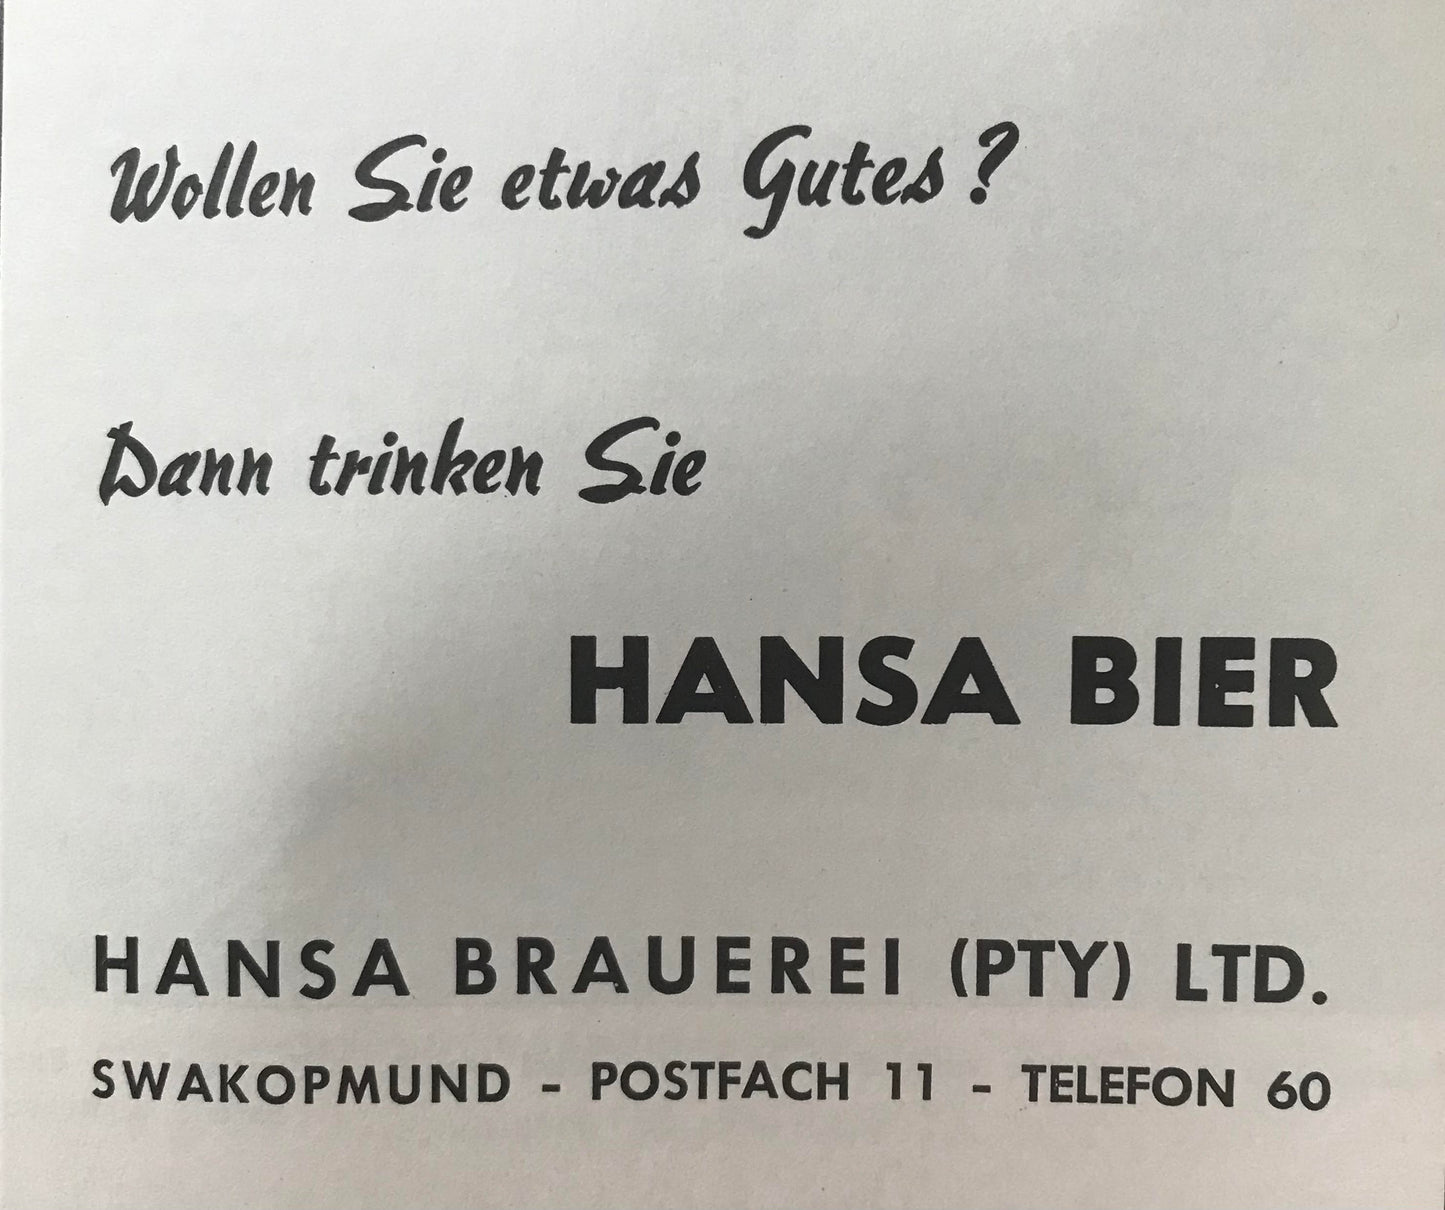 Wollen Sie etwas Gutes?
Dann trinken Sie
HANSA BIER
HANSA BRAUEREI (PTY) LTD.
SWAKOPMUND - POSTFACH 11 - TELEFON 60